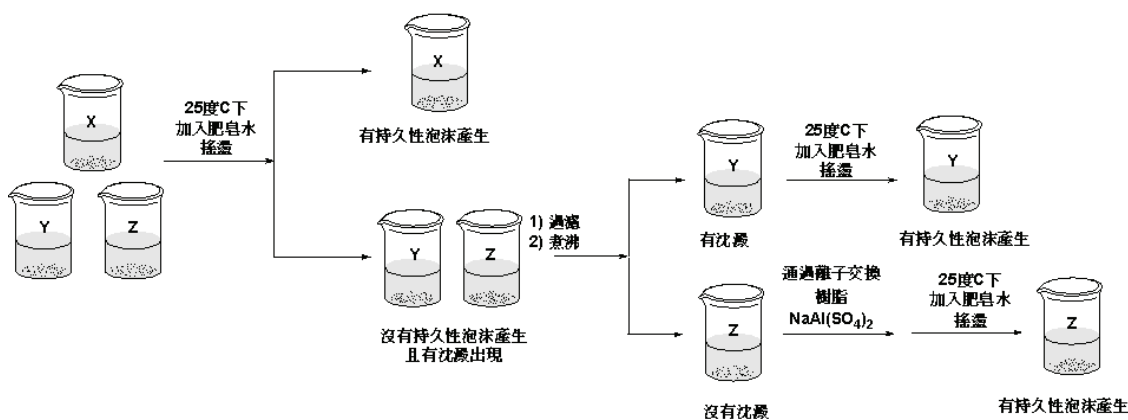 X
25度C下
加入肥皂水
搖盪
Y
Z
X
有持久性泡沫產生
Y
Z
沒有持久性泡沫產生
且有沈澱出現
1) 過濾
2) 煮沸
Y
有沈澱
25度C下
加入肥皂水
搖盪
Y
有持久性泡沫產生
Z
沒有沈澱
通過離子交換
樹脂
NaAl(SO₄)₂
25度C下
加入肥皂水
搖盪
Z
有持久性泡沫產生